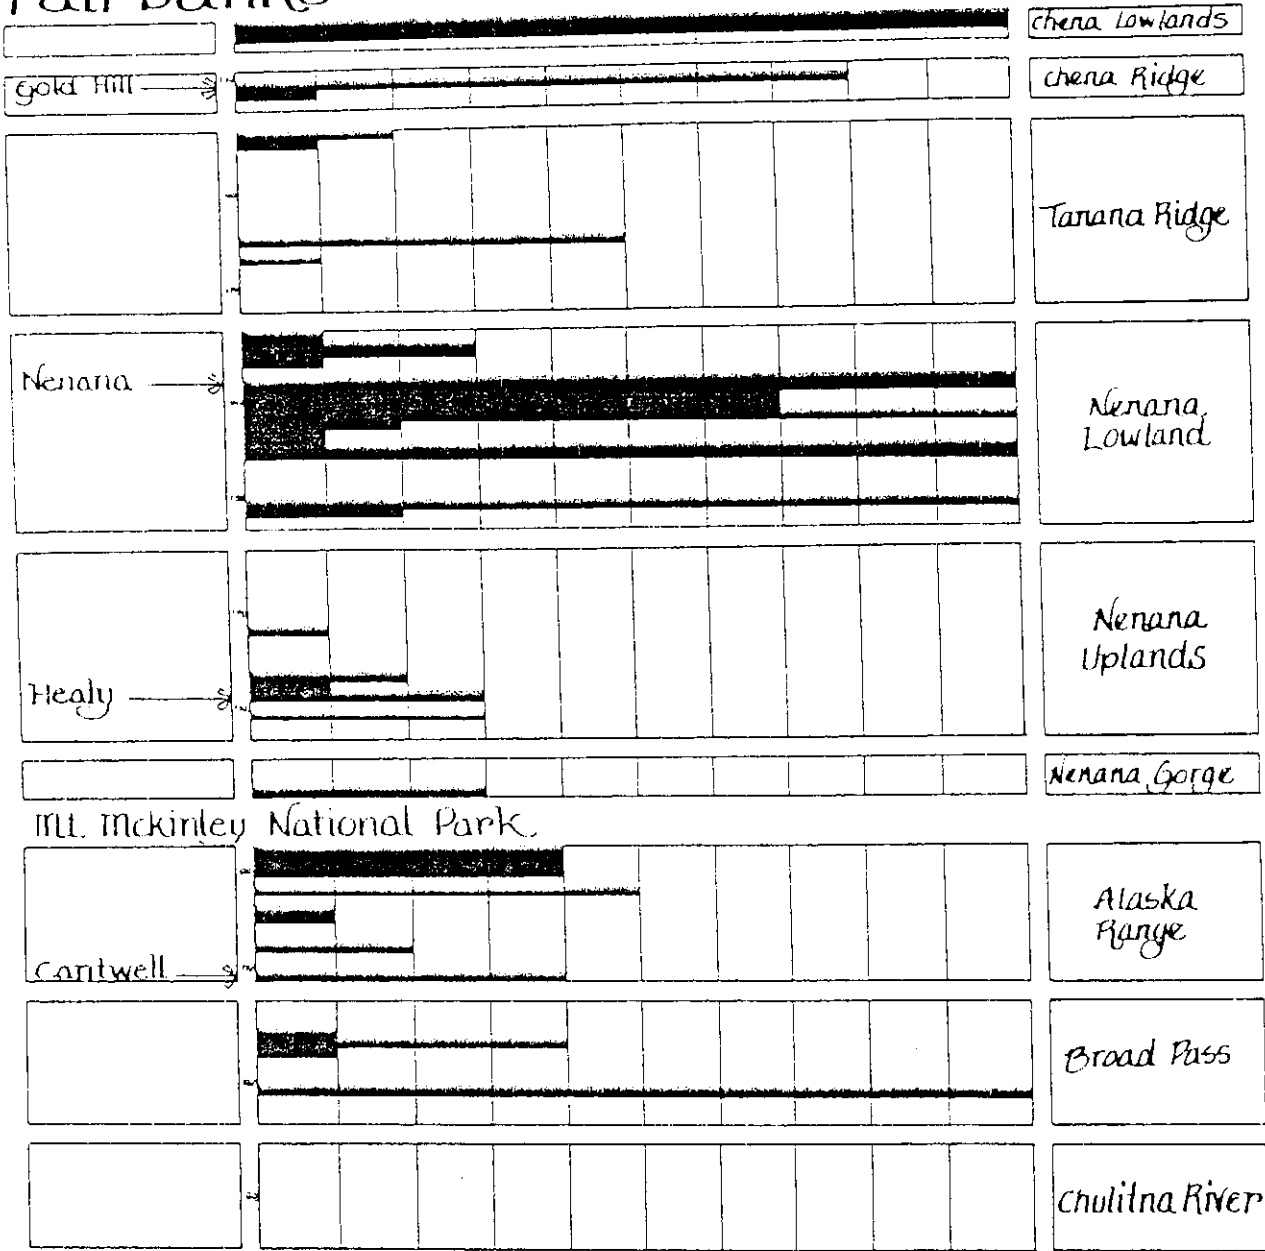 Fairbanks
Chena Lowlands
Gold Hill
Chena Ridge
Tanana Ridge
Nenana
Nenana
Lowland
Nenana
Uplands
Healy
Nenana Gorge
Mt. McKinley National Park
Alaska
Range
Cantwell
Broad Pass
Chulitna River